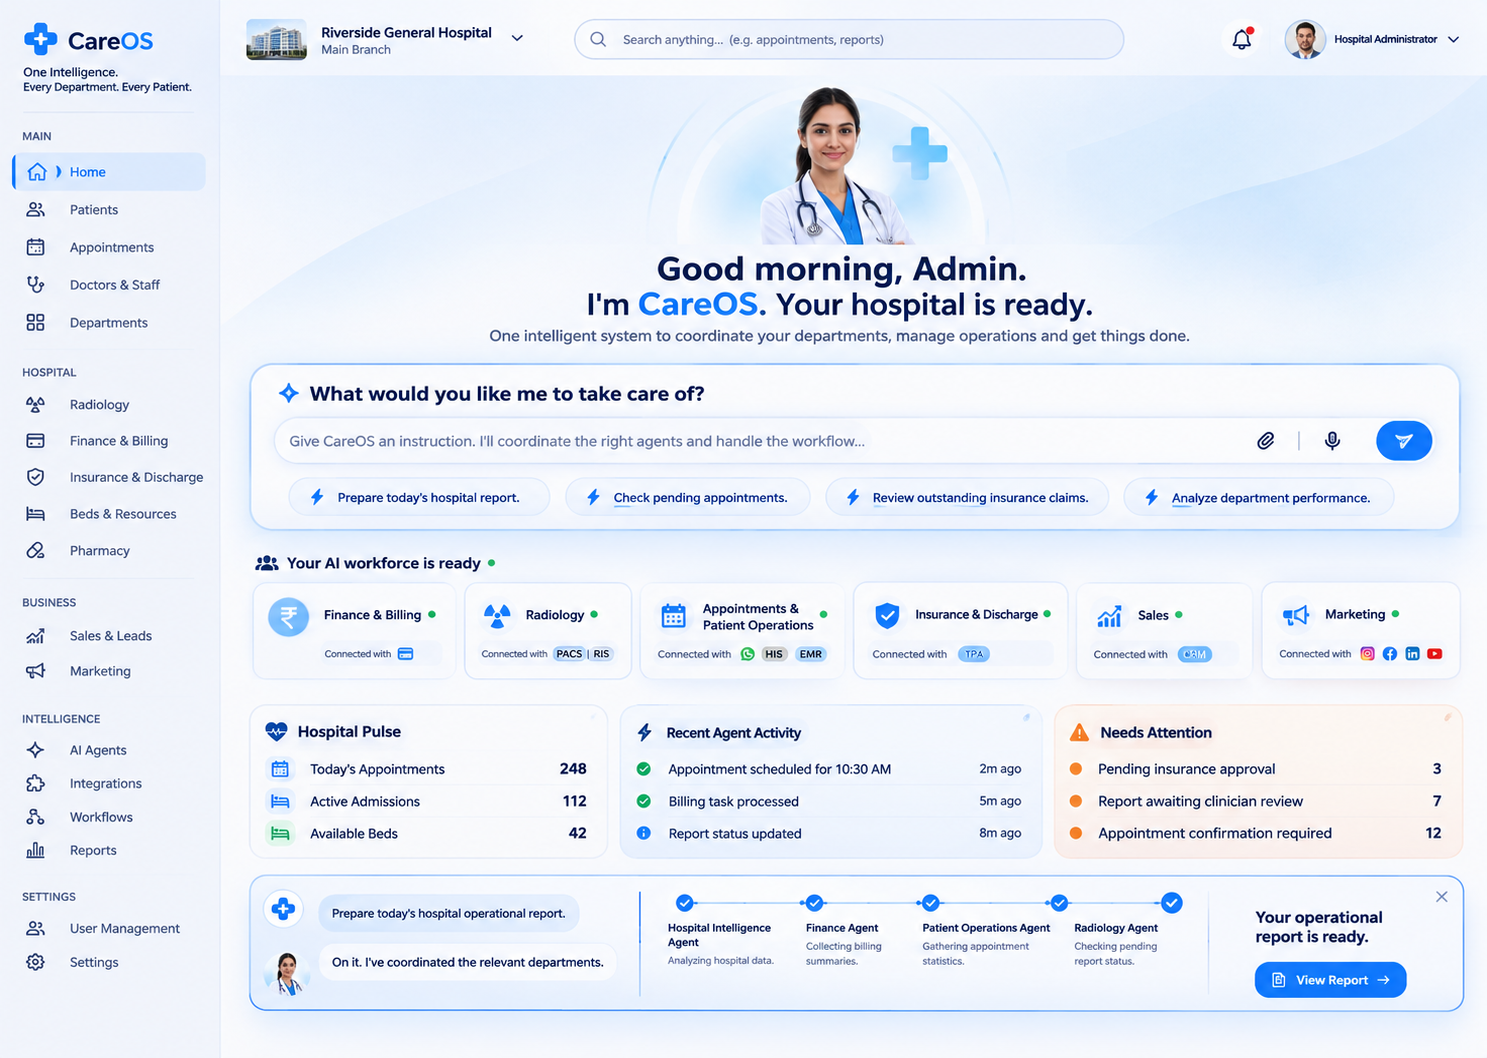 CareOS
One Intelligence.
Every Department. Every Patient.
MAIN
Home
Patients
Appointments
Doctors & Staff
Departments
HOSPITAL
Radiology
Finance & Billing
Insurance & Discharge
Beds & Resources
Pharmacy
BUSINESS
Sales & Leads
Marketing
INTELLIGENCE
AI Agents
Integrations
Workflows
Reports
SETTINGS
User Management
Settings
Riverside General Hospital
Main Branch
Search anything... (e.g. appointments, reports)
Hospital Administrator
Good morning, Admin.
I'm CareOS. Your hospital is ready.
One intelligent system to coordinate your departments, manage operations and get things done.
What would you like me to take care of?
Give CareOS an instruction. I'll coordinate the right agents and handle the workflow...
Prepare today's hospital report.
Check pending appointments.
Review outstanding insurance claims.
Analyze department performance.
Your AI workforce is ready
Finance & Billing
Connected with
Radiology
Connected with PACS | RIS
Appointments &
Patient Operations
Connected with HIS EMR
Insurance & Discharge
Connected with TPA
Sales
Connected with
Marketing
Connected with
Hospital Pulse
Today's Appointments 248
Active Admissions 112
Available Beds 42
Recent Agent Activity
Appointment scheduled for 10:30 AM 2m ago
Billing task processed 5m ago
Report status updated 8m ago
Needs Attention
Pending insurance approval 3
Report awaiting clinician review 7
Appointment confirmation required 12
Prepare today's hospital operational report.
On it. I've coordinated the relevant departments.
Hospital Intelligence
Agent
Analyzing hospital data.
Finance Agent
Collecting billing
summaries.
Patient Operations Agent
Gathering appointment
statistics.
Radiology Agent
Checking pending
report status.
Your operational
report is ready.
View Report